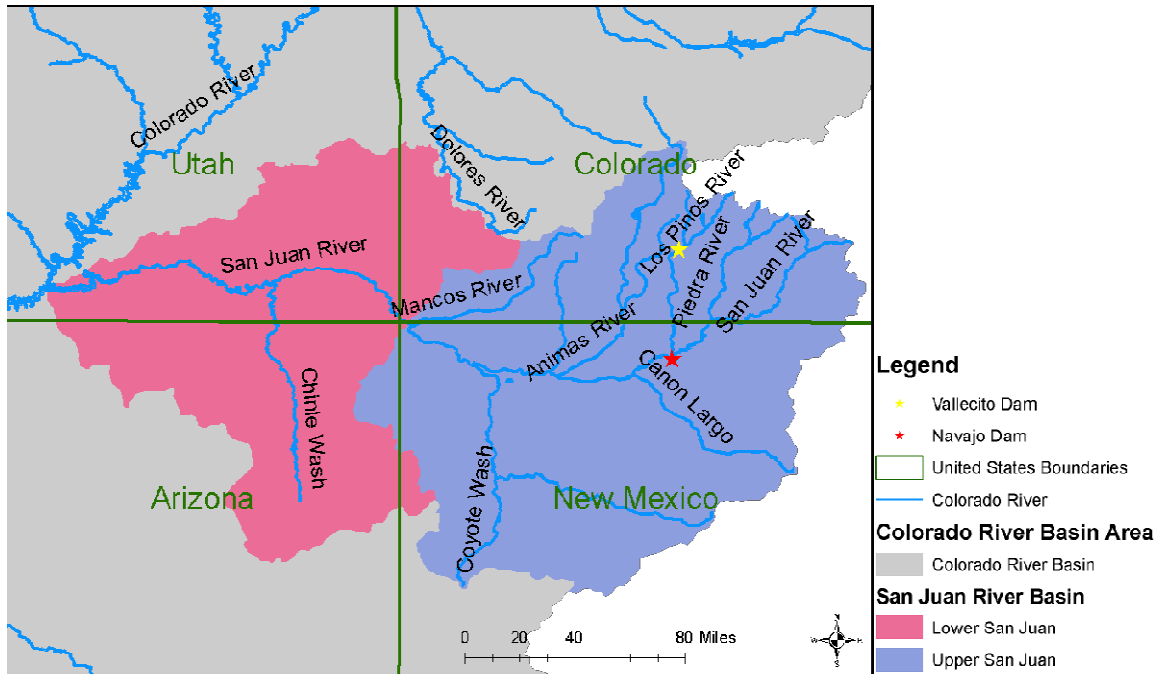 Colorado River
Utah
Dolores River
Colorado
Los Pinos River
Piedra River
San Juan River
San Juan River
Mancos River
Animas River
Canon Largo
Chinle Wash
Coyote Wash
Arizona
New Mexico
0 20 40 80 Miles
N
W E
S
Legend
Vallecito Dam
Navajo Dam
United States Boundaries
Colorado River
Colorado River Basin Area
Colorado River Basin
San Juan River Basin
Lower San Juan
Upper San Juan